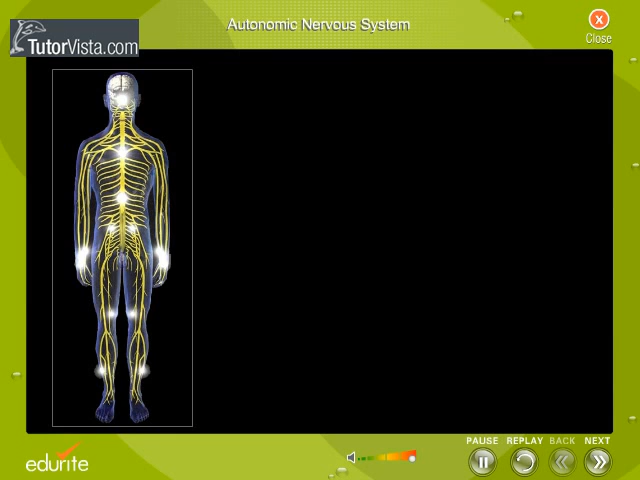 Autonomic Nervous System
X
Close
TutorVista.com
PAUSE REPLAY BACK NEXT
edurite